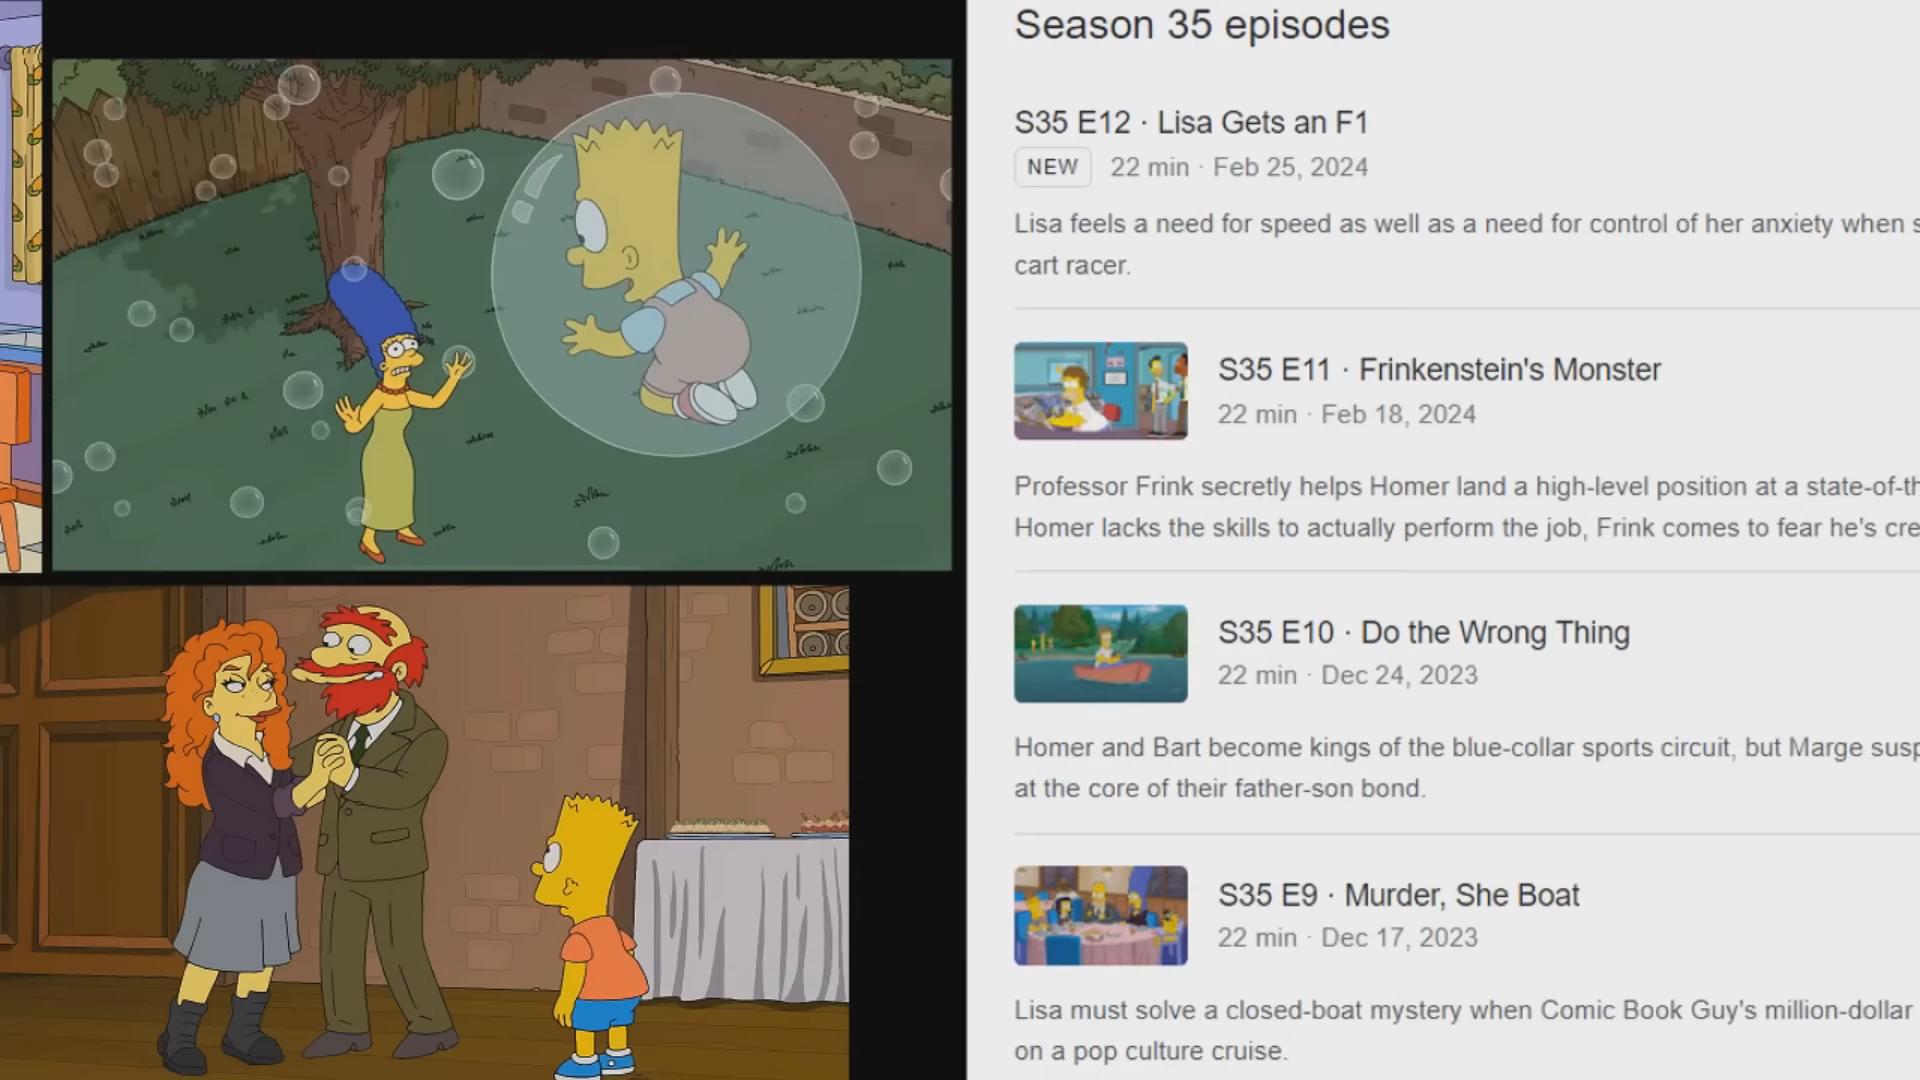 Season 35 episodes
S35 E12 · Lisa Gets an F1
NEW 22 min · Feb 25, 2024
Lisa feels a need for speed as well as a need for control of her anxiety when
cart racer.
S35 E11 · Frinkenstein's Monster
22 min · Feb 18, 2024
Professor Frink secretly helps Homer land a high-level position at a
Homer lacks the skills to actually perform the job, Frink comes to fear he's
S35 E10 · Do the Wrong Thing
22 min · Dec 24, 2023
Homer and Bart become kings of the blue-collar sports circuit, but Marge
at the core of their father-son bond.
S35 E9 · Murder, She Boat
22 min · Dec 17, 2023
Lisa must solve a closed-boat mystery when Comic Book Guy's million-dollar
on a pop culture cruise.